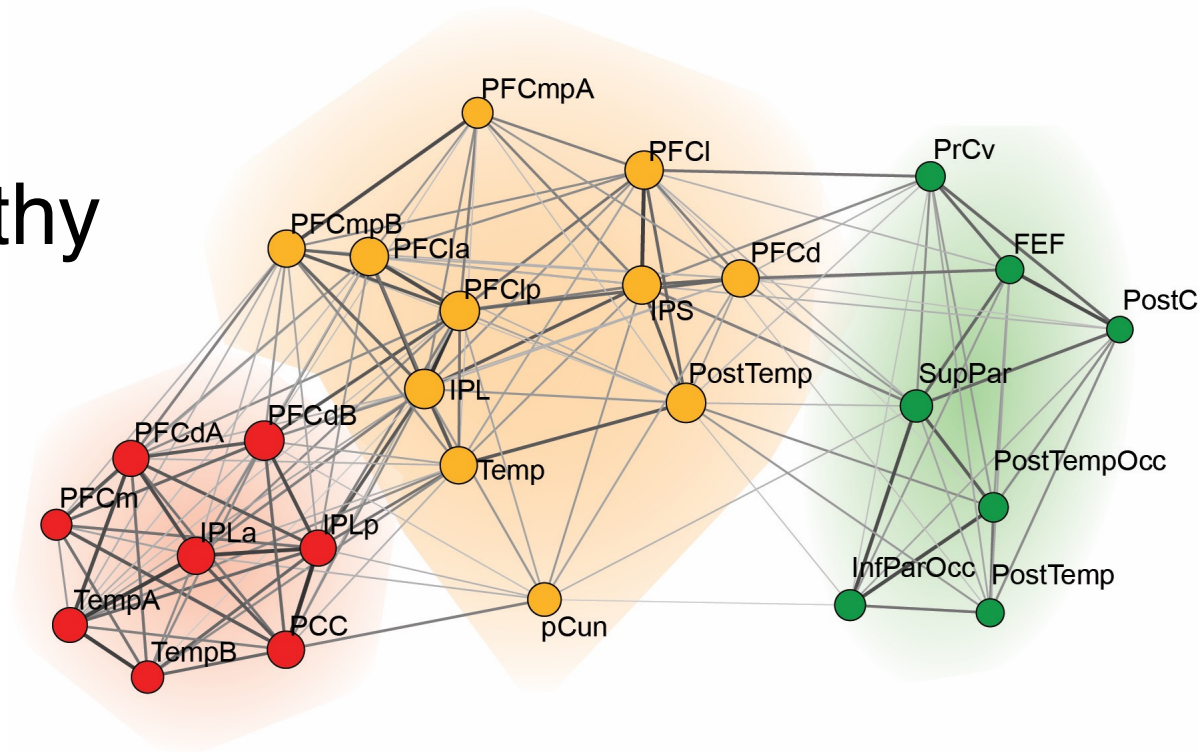 PFCmpA
PFCl
PrCv
thy
PFCmpB
PFCla
PFCd
FEF
PFClp
IPS
PostC
IPL
PostTemp
SupPar
PFCdA
PFCdB
Temp
PostTempOcc
PFCm
IPLa
IPLp
InfParOcc
PostTemp
TempA
PCC
pCun
TempB